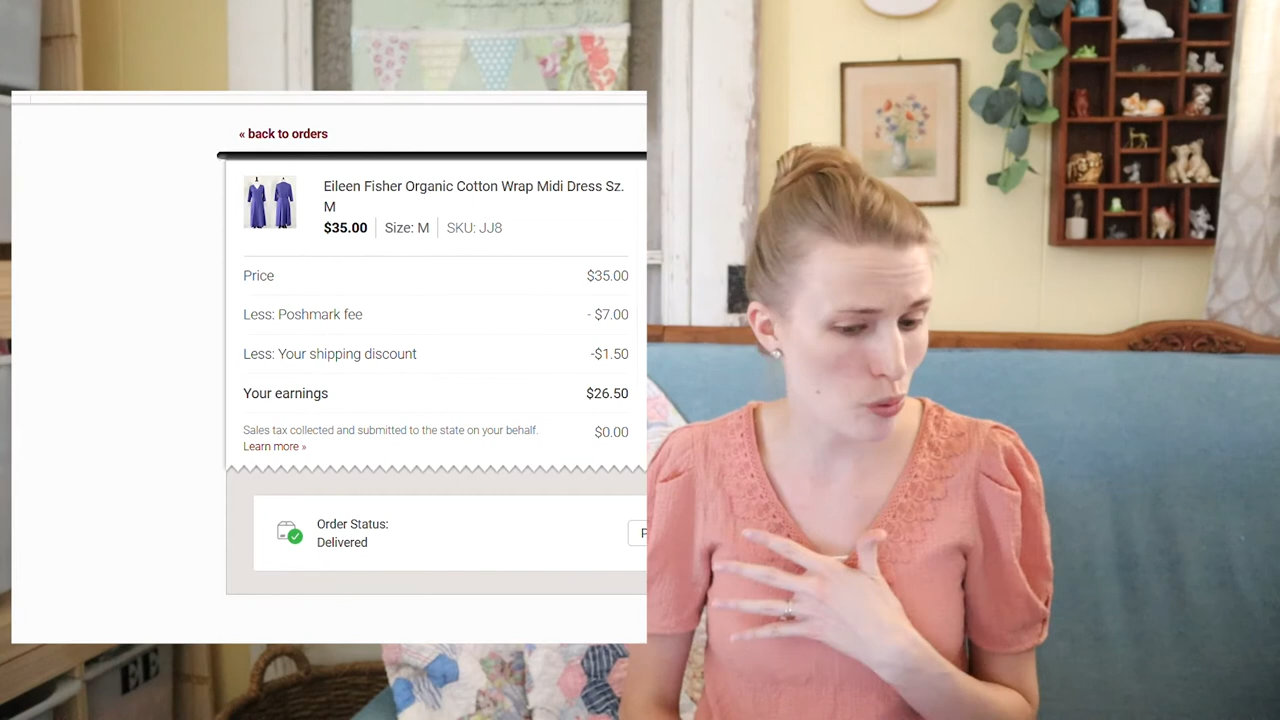 « back to orders
Eileen Fisher Organic Cotton Wrap Midi Dress Sz.
M
$35.00 Size: M SKU: JJ8
Price $35.00
Less: Poshmark fee - $7.00
Less: Your shipping discount -$1.50
Your earnings $26.50
Sales tax collected and submitted to the state on your behalf. $0.00
Learn more »
Order Status:
Delivered
P
EE